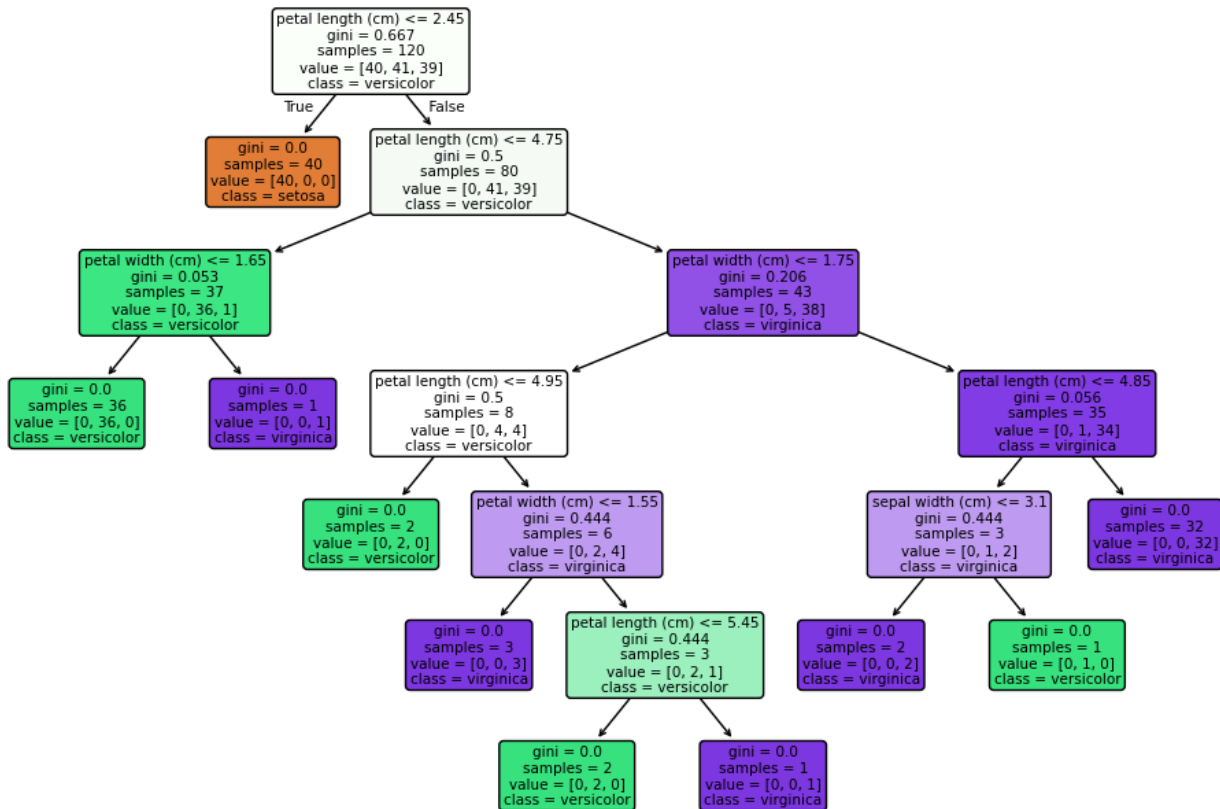 petal length (cm) <= 2.45
gini = 0.667
samples = 120
value = [40, 41, 39]
class = versicolor
True
False
gini = 0.0
samples = 40
value = [40, 0, 0]
class = setosa
petal length (cm) <= 4.75
gini = 0.5
samples = 80
value = [0, 41, 39]
class = versicolor
petal width (cm) <= 1.65
gini = 0.053
samples = 37
value = [0, 36, 1]
class = versicolor
petal width (cm) <= 1.75
gini = 0.206
samples = 43
value = [0, 5, 38]
class = virginica
gini = 0.0
samples = 36
value = [0, 36, 0]
class = versicolor
gini = 0.0
samples = 1
value = [0, 0, 1]
class = virginica
petal length (cm) <= 4.95
gini = 0.5
samples = 8
value = [0, 4, 4]
class = versicolor
petal length (cm) <= 4.85
gini = 0.056
samples = 35
value = [0, 1, 34]
class = virginica
gini = 0.0
samples = 2
value = [0, 2, 0]
class = versicolor
petal width (cm) <= 1.55
gini = 0.444
samples = 6
value = [0, 2, 4]
class = virginica
sepal width (cm) <= 3.1
gini = 0.444
samples = 3
value = [0, 1, 2]
class = virginica
gini = 0.0
samples = 32
value = [0, 0, 32]
class = virginica
gini = 0.0
samples = 3
value = [0, 0, 3]
class = virginica
petal length (cm) <= 5.45
gini = 0.444
samples = 3
value = [0, 2, 1]
class = versicolor
gini = 0.0
samples = 2
value = [0, 0, 2]
class = virginica
gini = 0.0
samples = 1
value = [0, 1, 0]
class = versicolor
gini = 0.0
samples = 2
value = [0, 2, 0]
class = versicolor
gini = 0.0
samples = 1
value = [0, 0, 1]
class = virginica